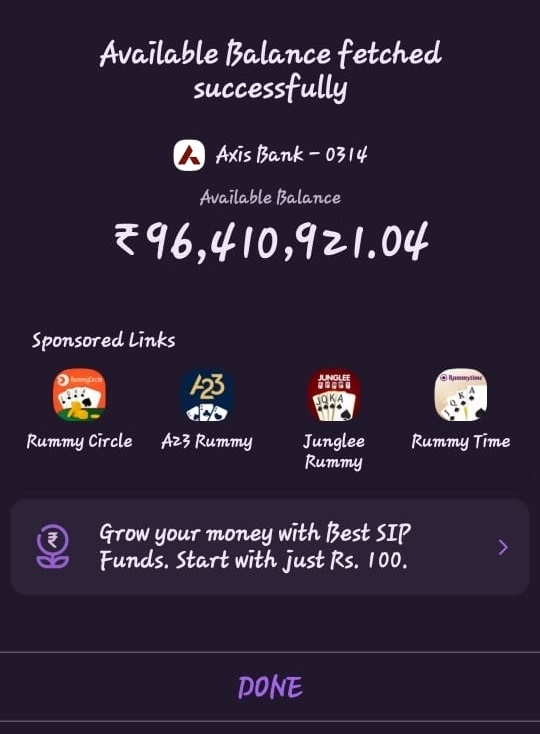 Available Balance fetched
successfully
Axis Bank - 0314
Available Balance
₹96,410,921.04
Sponsored Links
RummyCircle
A23
JUNGLEE
JQKA
Rummytime
Rummy Circle
A23 Rummy
Junglee
Rummy
Rummy Time
Grow your money with Best SIP
Funds. Start with just Rs. 100.
DONE